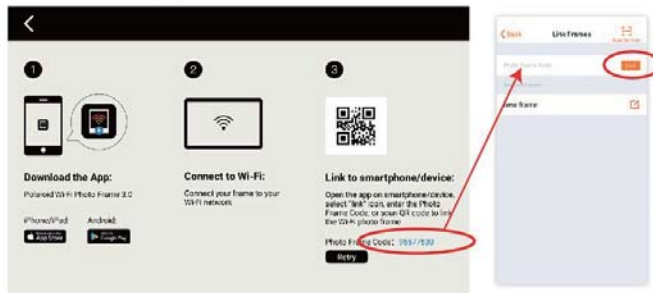 1
2
3
Download the App:
Polaroid Wi-Fi Photo Frame 3.0
iPhone/iPad:
Android:
App Store
Google Play
Connect to Wi-Fi:
Connect your frame to your
Wi-Fi network
Link to smartphone/device:
Open the app on smartphone/device,
select "link" icon, enter the Photo
Frame Code; or scan QR code to link
the Wi-Fi photo frame
Photo Frame Code:
Retry
Back
Link Frames
frame